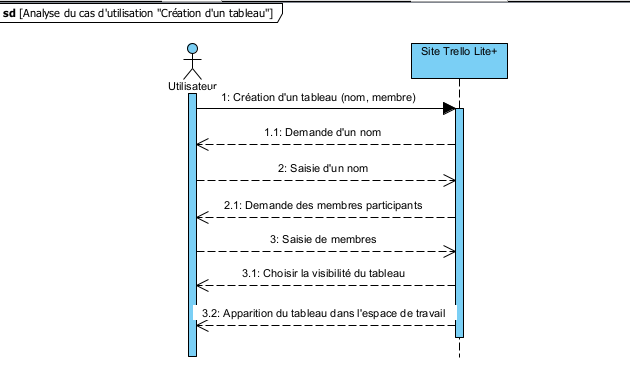 sd [Analyse du cas d'utilisation "Création d'un tableau"]
Utilisateur
Site Trello Lite+
1: Création d'un tableau (nom, membre)
1.1: Demande d'un nom
2: Saisie d'un nom
2.1: Demande des membres participants
3: Saisie de membres
3.1: Choisir la visibilité du tableau
3.2: Apparition du tableau dans l'espace de travail